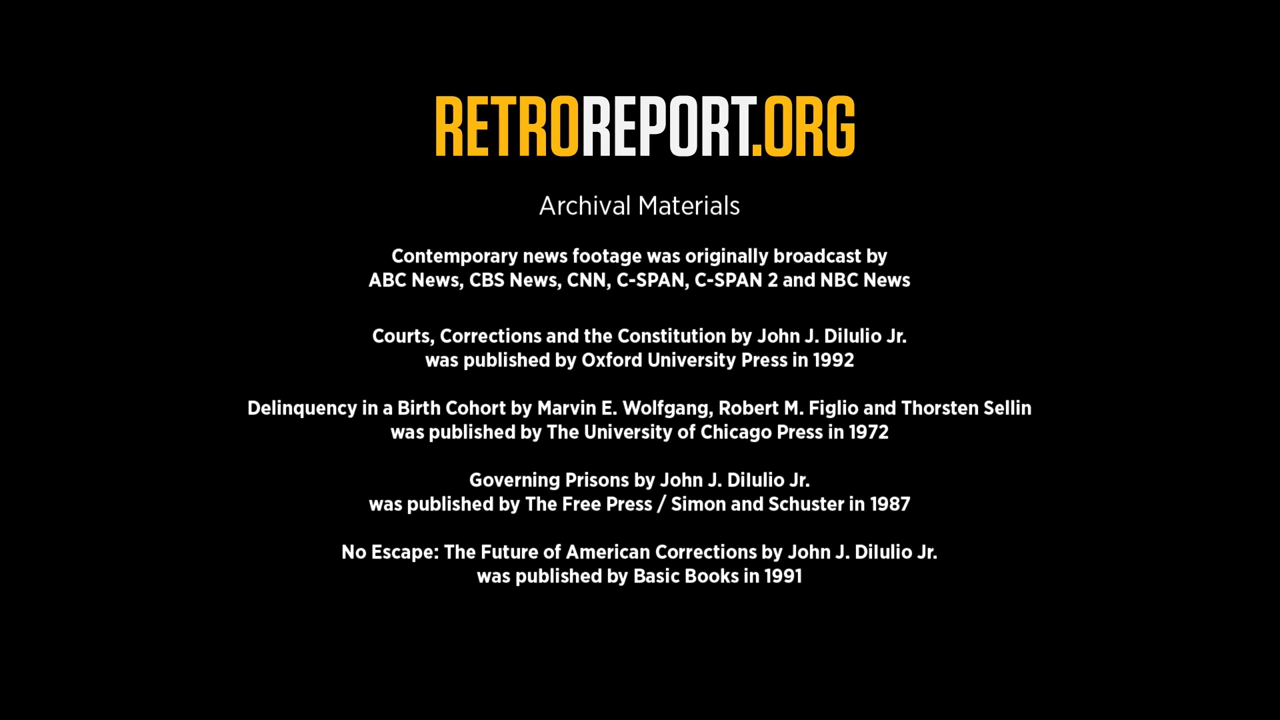 RETROREPORT.ORG
Archival Materials
Contemporary news footage was originally broadcast by
ABC News, CBS News, CNN, C-SPAN, C-SPAN 2 and NBC News
Courts, Corrections and the Constitution by John J. DiIulio Jr.
was published by Oxford University Press in 1992
Delinquency in a Birth Cohort by Marvin E. Wolfgang, Robert M. Figlio and Thorsten Sellin
was published by The University of Chicago Press in 1972
Governing Prisons by John J. DiIulio Jr.
was published by The Free Press / Simon and Schuster in 1987
No Escape: The Future of American Corrections by John J. DiIulio Jr.
was published by Basic Books in 1991